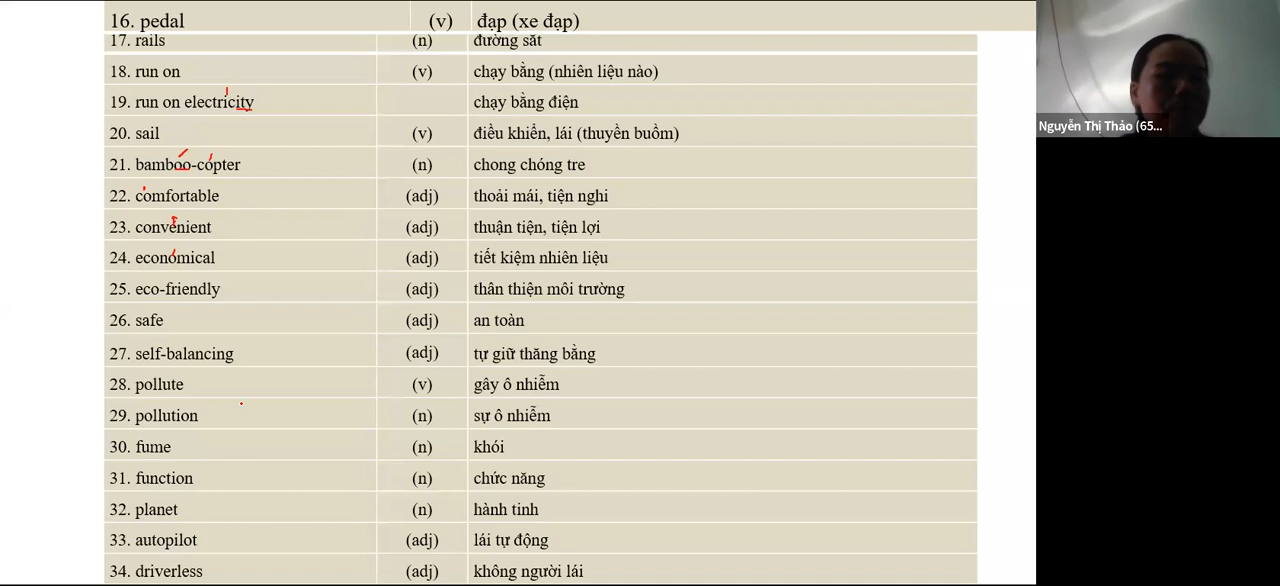 16. pedal (v) đạp (xe đạp)
17. rails (n) đường sắt
18. run on (v) chạy bằng (nhiên liệu nào)
19. run on electricity chạy bằng điện
20. sail (v) điều khiển, lái (thuyền buồm)
21. bamboo-copter (n) chong chóng tre
22. comfortable (adj) thoải mái, tiện nghi
23. convenient (adj) thuận tiện, tiện lợi
24. economical (adj) tiết kiệm nhiên liệu
25. eco-friendly (adj) thân thiện môi trường
26. safe (adj) an toàn
27. self-balancing (adj) tự giữ thăng bằng
28. pollute (v) gây ô nhiễm
29. pollution (n) sự ô nhiễm
30. fume (n) khói
31. function (n) chức năng
32. planet (n) hành tinh
33. autopilot (adj) lái tự động
34. driverless (adj) không người lái
Nguyễn Thị Thảo (65...